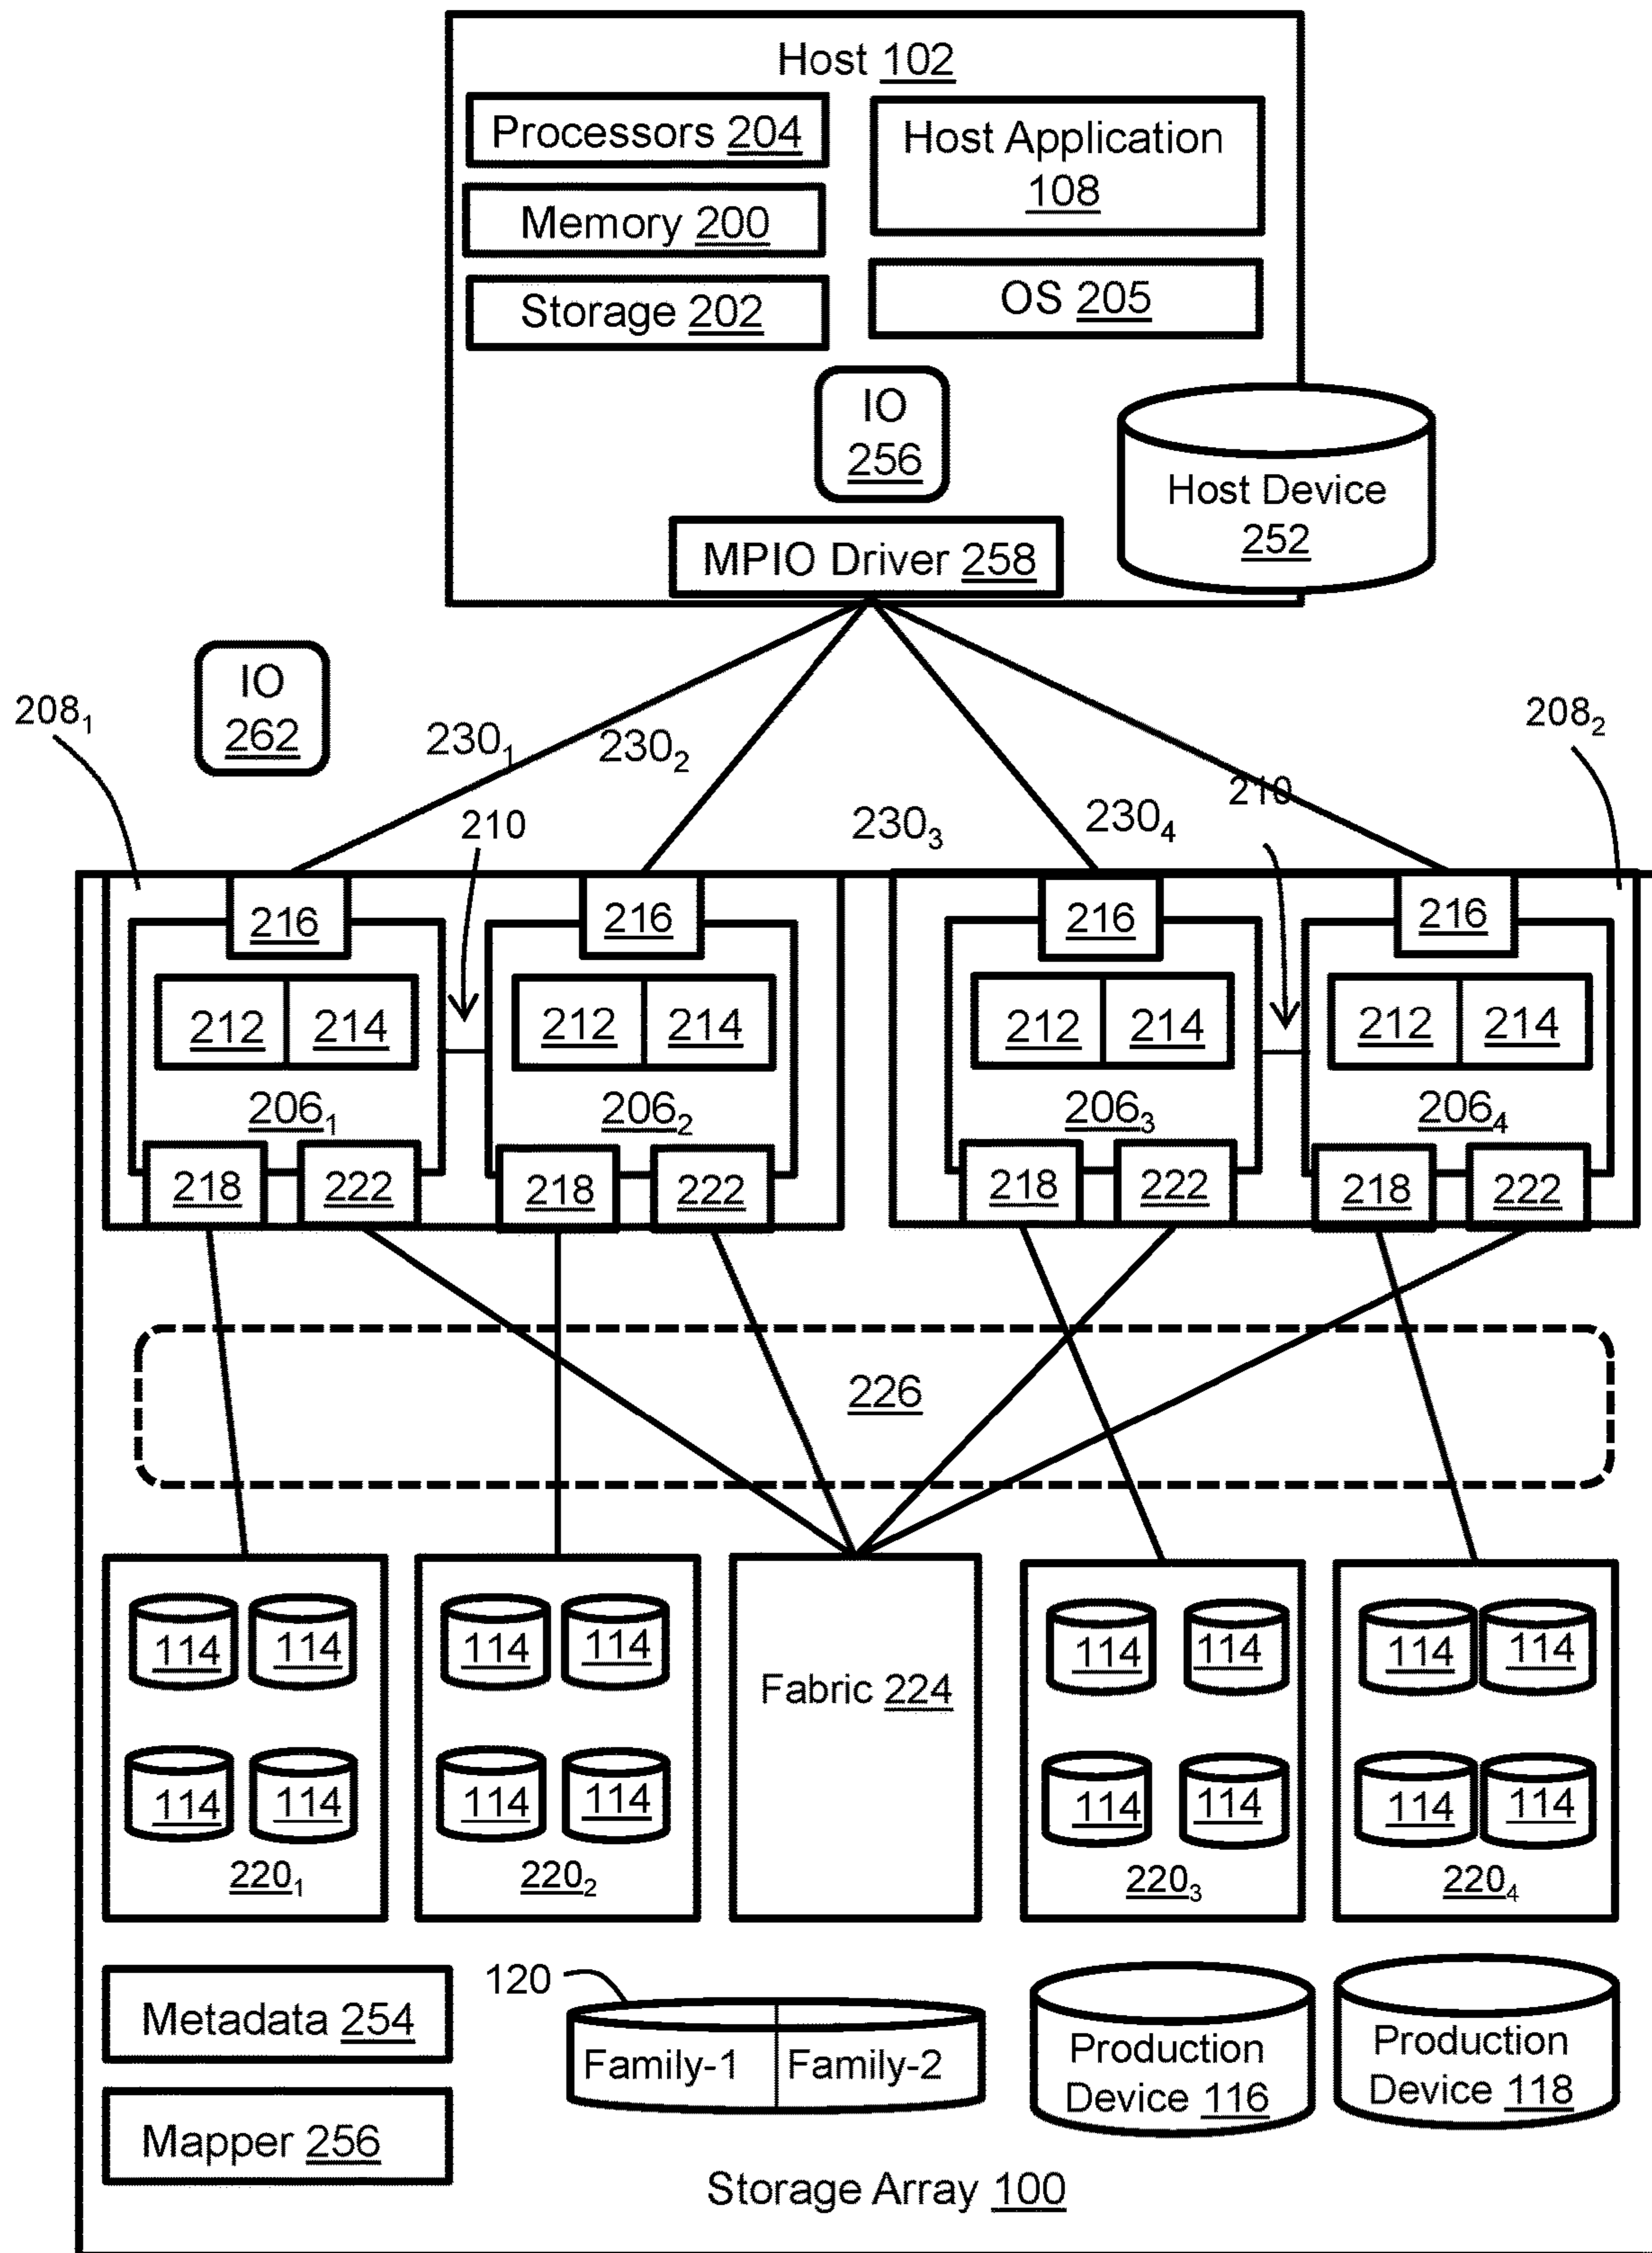 Host 102
Processors 204
Host Application
108
Memory 200
Storage 202
OS 205
IO
256
Host Device
252
MPIO Driver 258
IO
262
208₁
208₂
230₁
230₂
210
230₃
230₄
210
216
216
216
216
212 214
212 214
212 214
212 214
206₁
206₂
206₃
206₄
218 222
218 222
218 222
218 222
226
114 114
114 114
114 114
114 114
Fabric 224
114 114
114 114
114 114
114 114
220₁
220₂
220₃
220₄
Metadata 254
120
Family-1 Family-2
Production
Device 116
Production
Device 118
Mapper 256
Storage Array 100